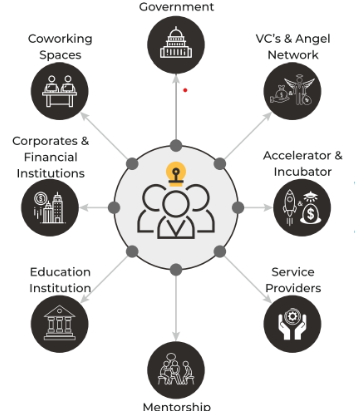 Government
Coworking
Spaces
VC's & Angel
Network
Corporates &
Financial
Institutions
Accelerator &
Incubator
Education
Institution
Service
Providers
Mentorship